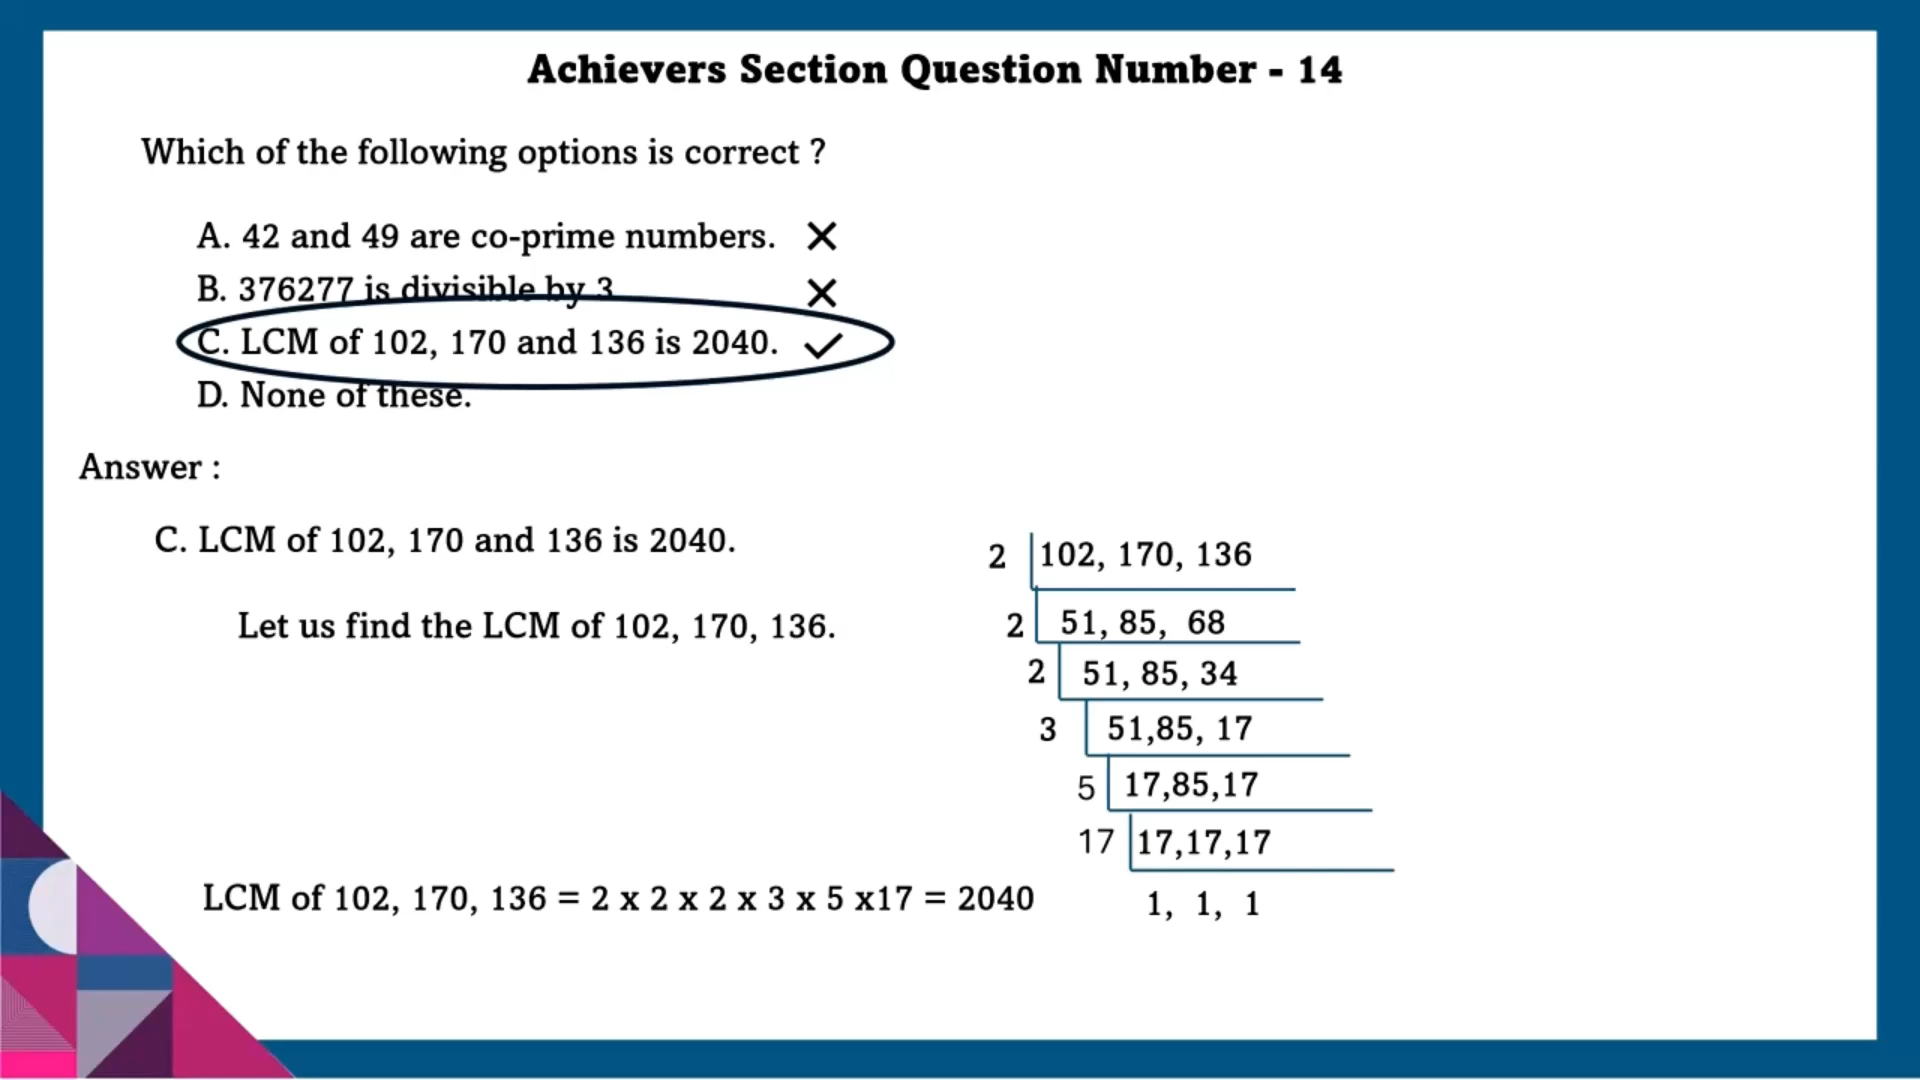 Achievers Section Question Number - 14
Which of the following options is correct ?
A. 42 and 49 are co-prime numbers. ✕
B. 376277 is divisible by 3 ✕
C. LCM of 102, 170 and 136 is 2040. ✓
D. None of these.
Answer :
C. LCM of 102, 170 and 136 is 2040.
Let us find the LCM of 102, 170, 136.
2 102, 170, 136
2 51, 85, 68
2 51, 85, 34
3 51,85, 17
5 17,85,17
17 17,17,17
1, 1, 1
LCM of 102, 170, 136 = 2 x 2 x 2 x 3 x 5 x17 = 2040